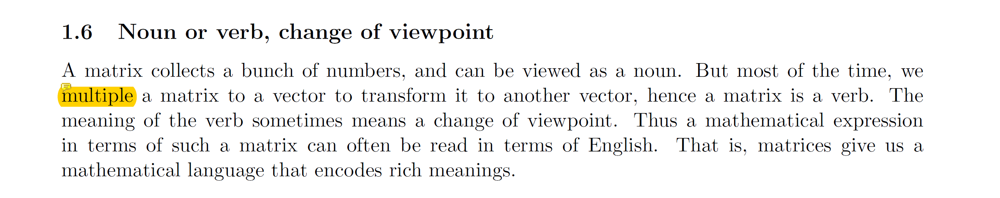 1.6 Noun or verb, change of viewpoint
A matrix collects a bunch of numbers, and can be viewed as a noun. But most of the time, we
multiple a matrix to a vector to transform it to another vector, hence a matrix is a verb. The
meaning of the verb sometimes means a change of viewpoint. Thus a mathematical expression
in terms of such a matrix can often be read in terms of English. That is, matrices give us a
mathematical language that encodes rich meanings.